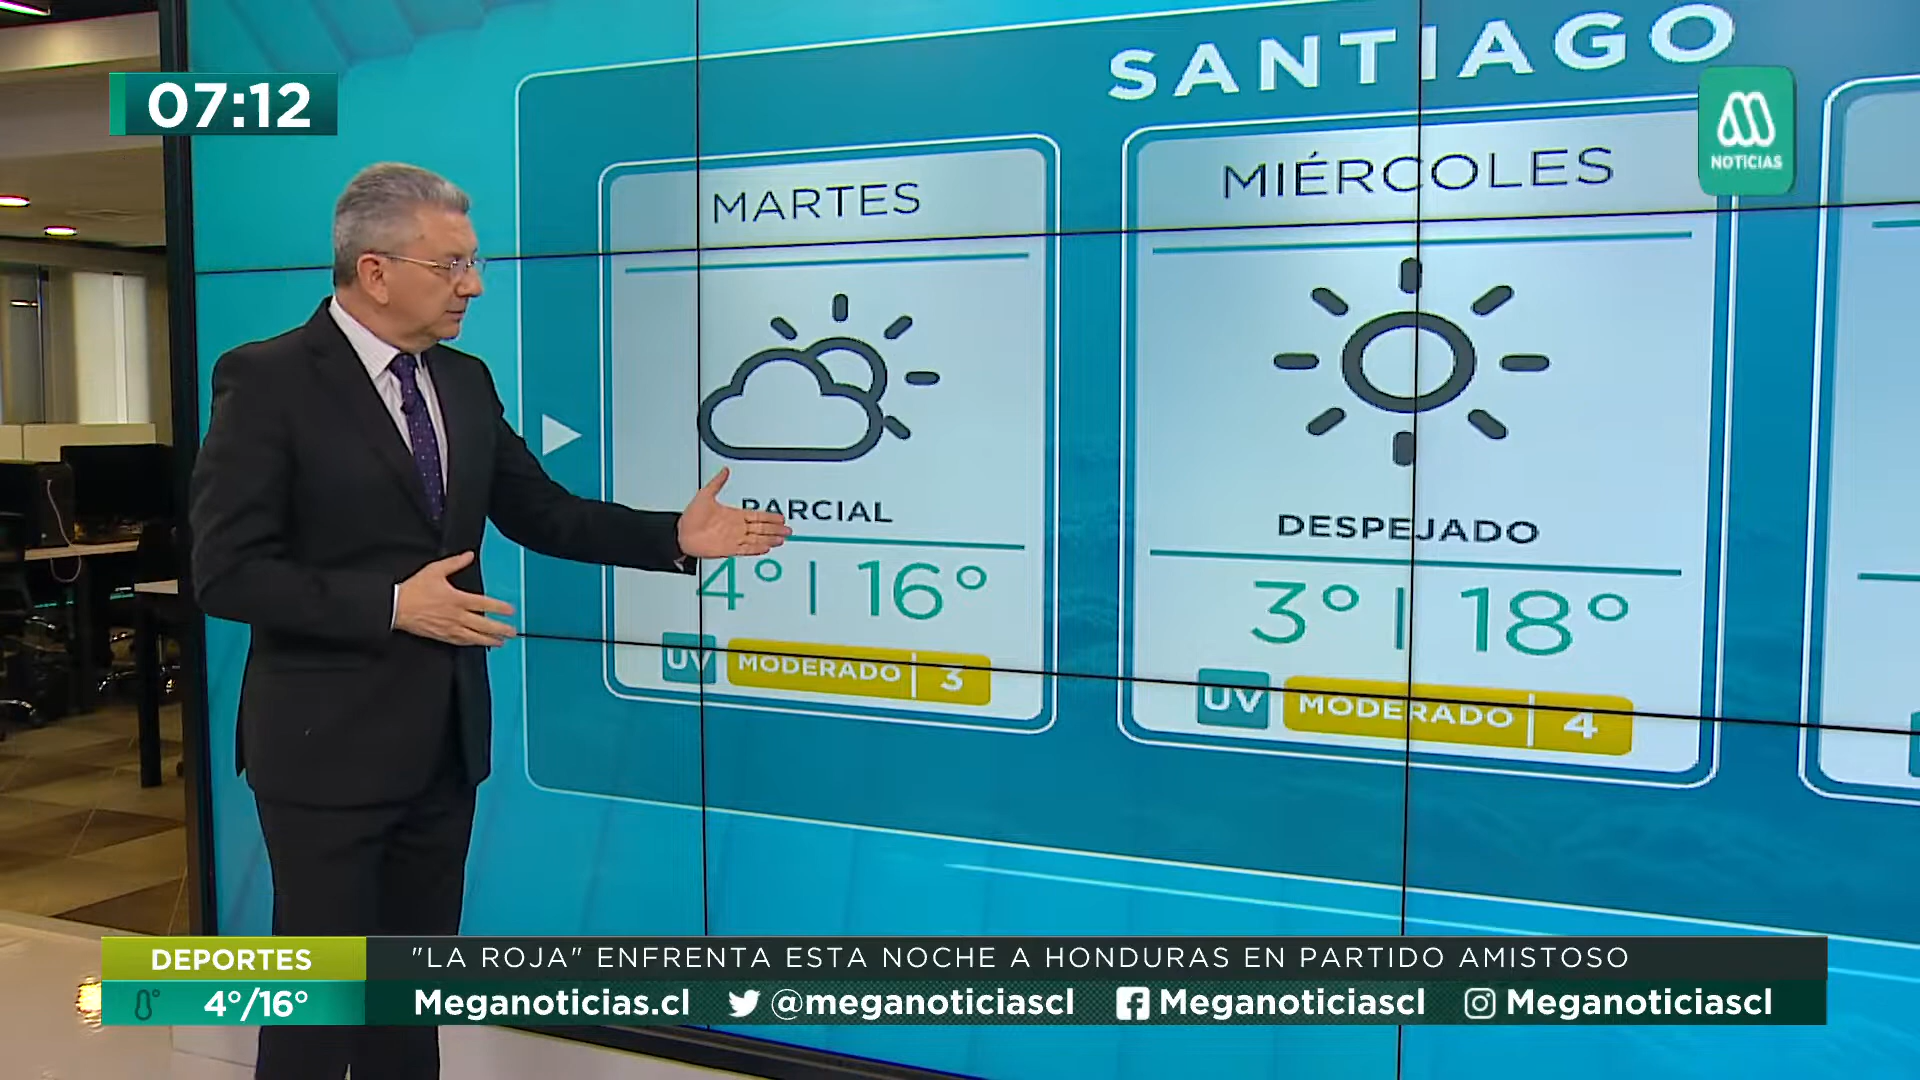 07:12
SANTIAGO
NOTICIAS
MARTES
PARCIAL
4° | 16°
UV MODERADO | 3
MIÉRCOLES
DESPEJADO
3° | 18°
UV MODERADO | 4
DEPORTES
"LA ROJA" ENFRENTA ESTA NOCHE A HONDURAS EN PARTIDO AMISTOSO
4°/16°
Meganoticias.cl @meganoticiascl Meganoticiascl Meganoticiascl